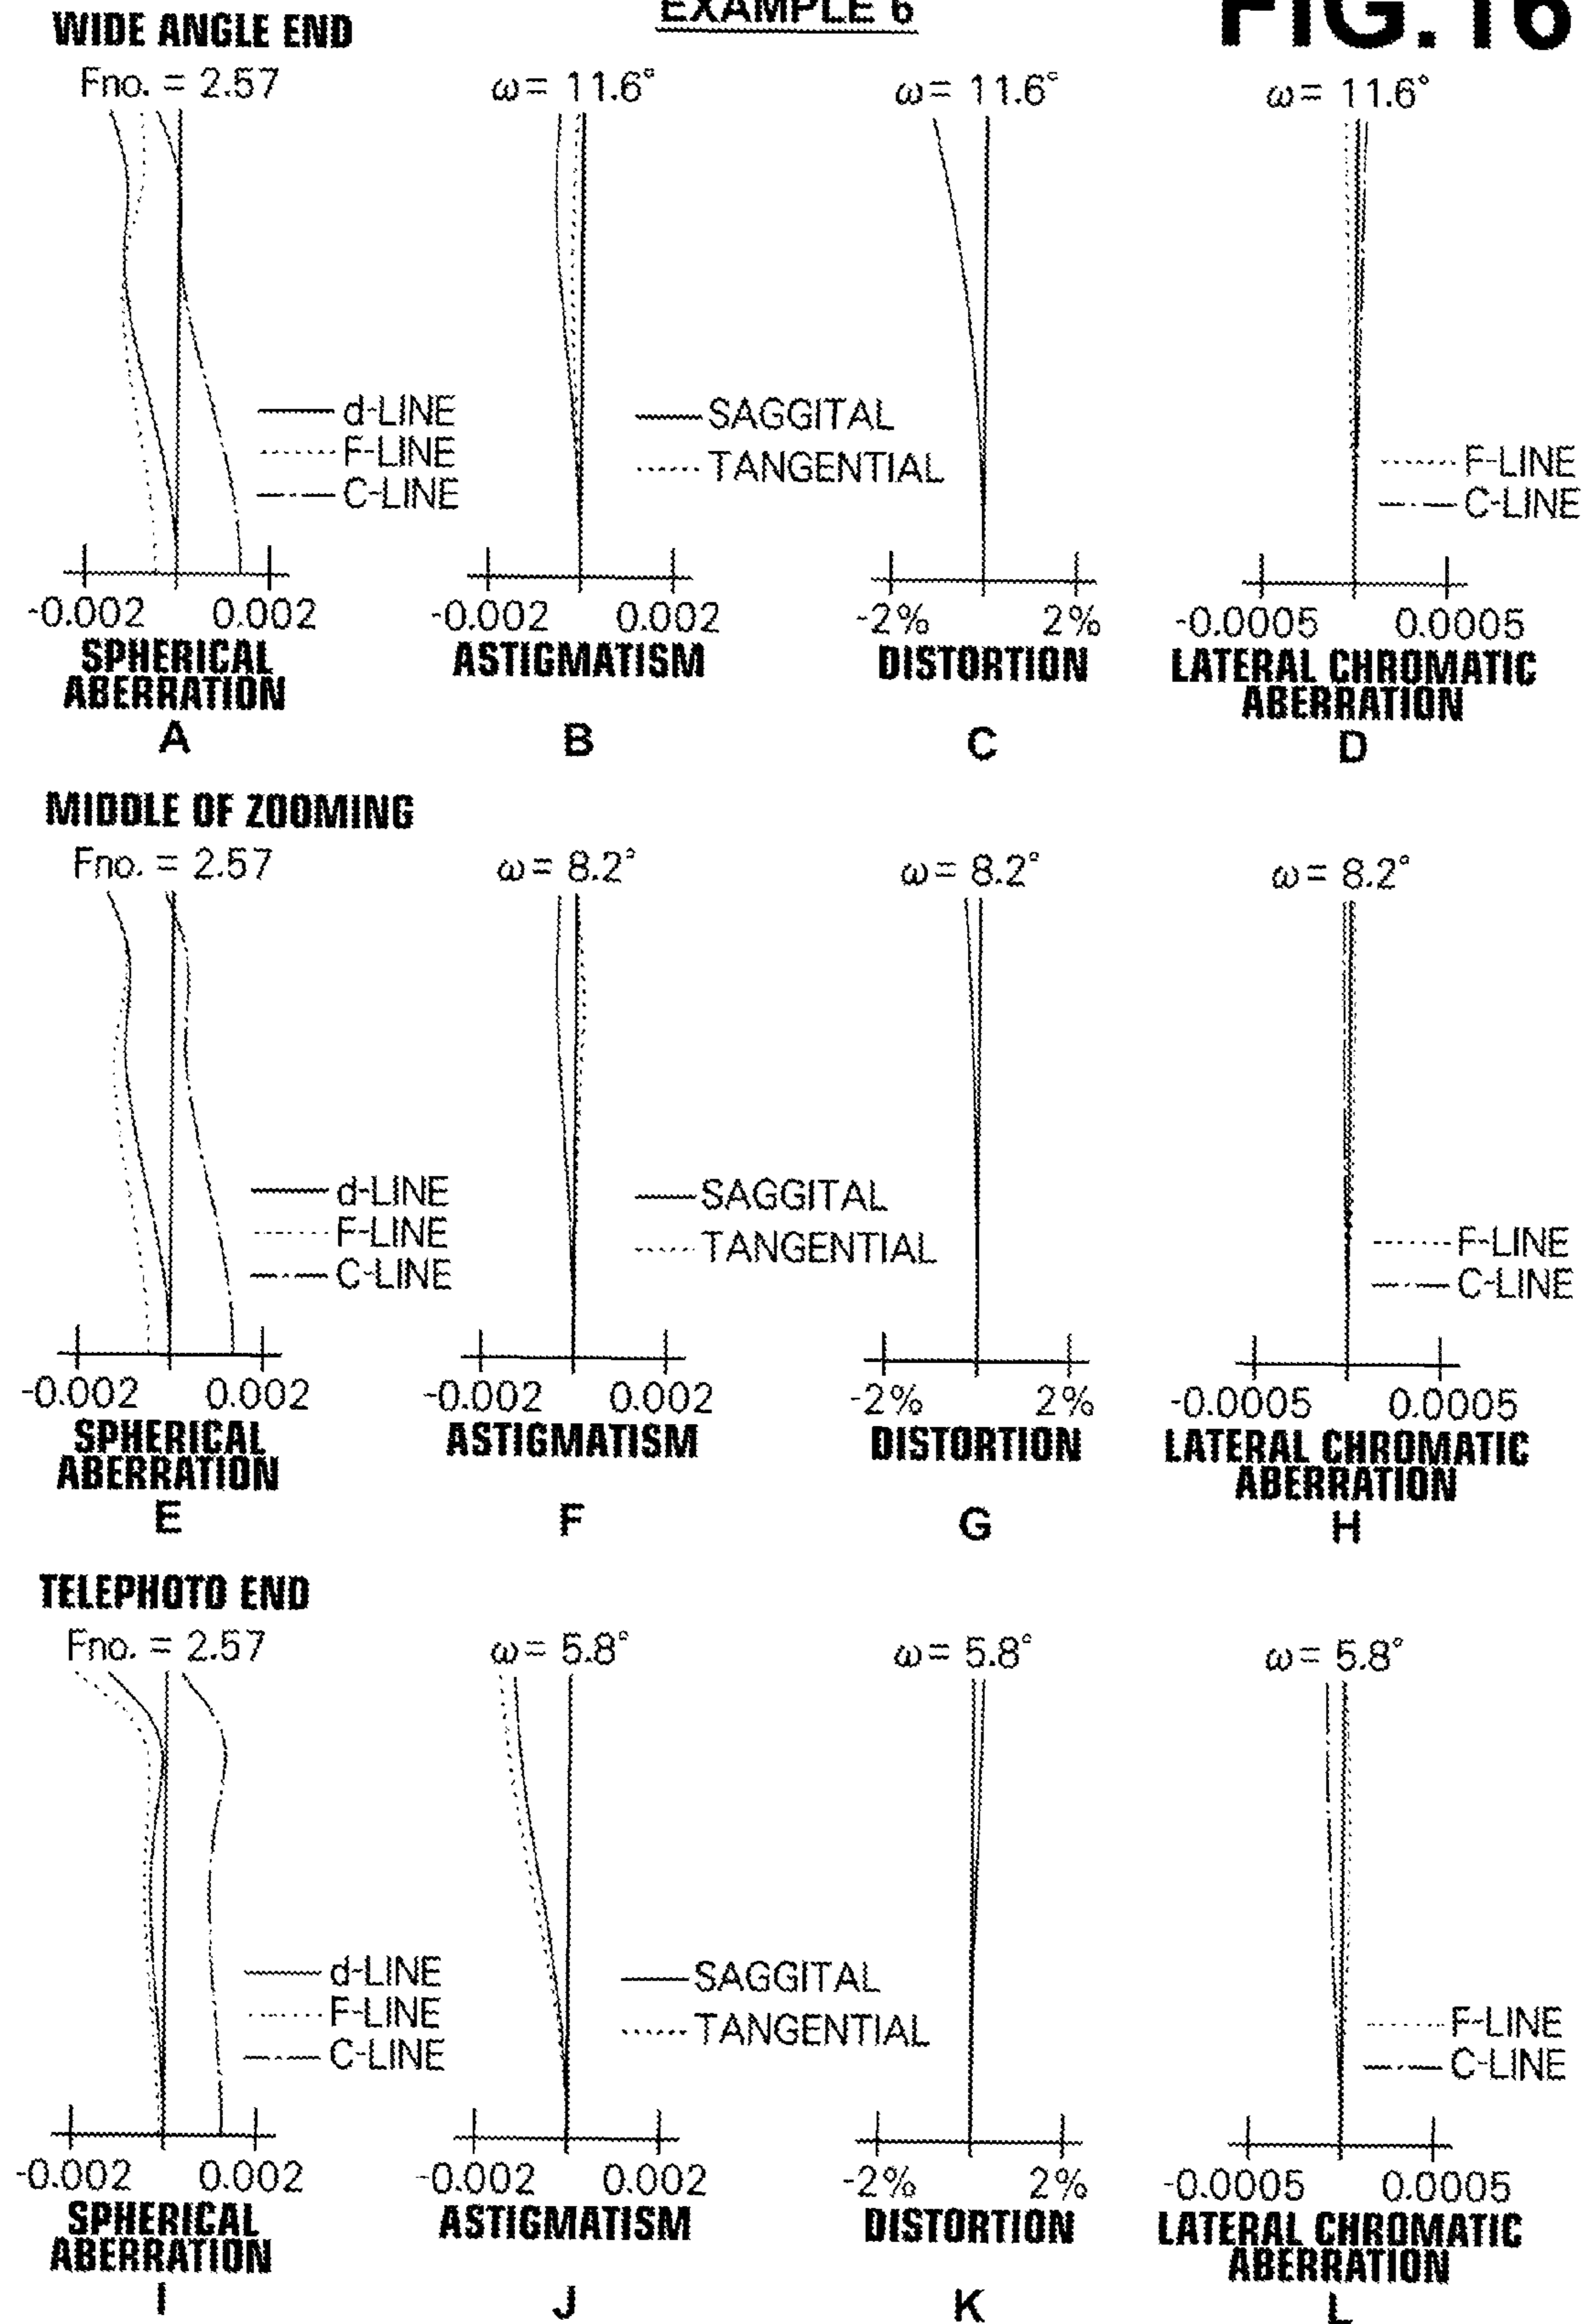 EXAMPLE 6
FIG. 16
WIDE ANGLE END
Fno. = 2.57
ω = 11.6°
ω = 11.6°
ω = 11.6°
d-LINE
F-LINE
C-LINE
SAGGITAL
TANGENTIAL
F-LINE
C-LINE
-0.002 0.002
-0.002 0.002
-2% 2%
-0.0005 0.0005
SPHERICAL
ABERRATION
ASTIGMATISM
DISTORTION
LATERAL CHROMATIC
ABERRATION
A
B
C
D
MIDDLE OF ZOOMING
Fno. = 2.57
ω = 8.2°
ω = 8.2°
ω = 8.2°
d-LINE
F-LINE
C-LINE
SAGGITAL
TANGENTIAL
F-LINE
C-LINE
-0.002 0.002
-0.002 0.002
-2% 2%
-0.0005 0.0005
SPHERICAL
ABERRATION
ASTIGMATISM
DISTORTION
LATERAL CHROMATIC
ABERRATION
E
F
G
H
TELEPHOTO END
Fno. = 2.57
ω = 5.8°
ω = 5.8°
ω = 5.8°
d-LINE
F-LINE
C-LINE
SAGGITAL
TANGENTIAL
F-LINE
C-LINE
-0.002 0.002
-0.002 0.002
-2% 2%
-0.0005 0.0005
SPHERICAL
ABERRATION
ASTIGMATISM
DISTORTION
LATERAL CHROMATIC
ABERRATION
I
J
K
L